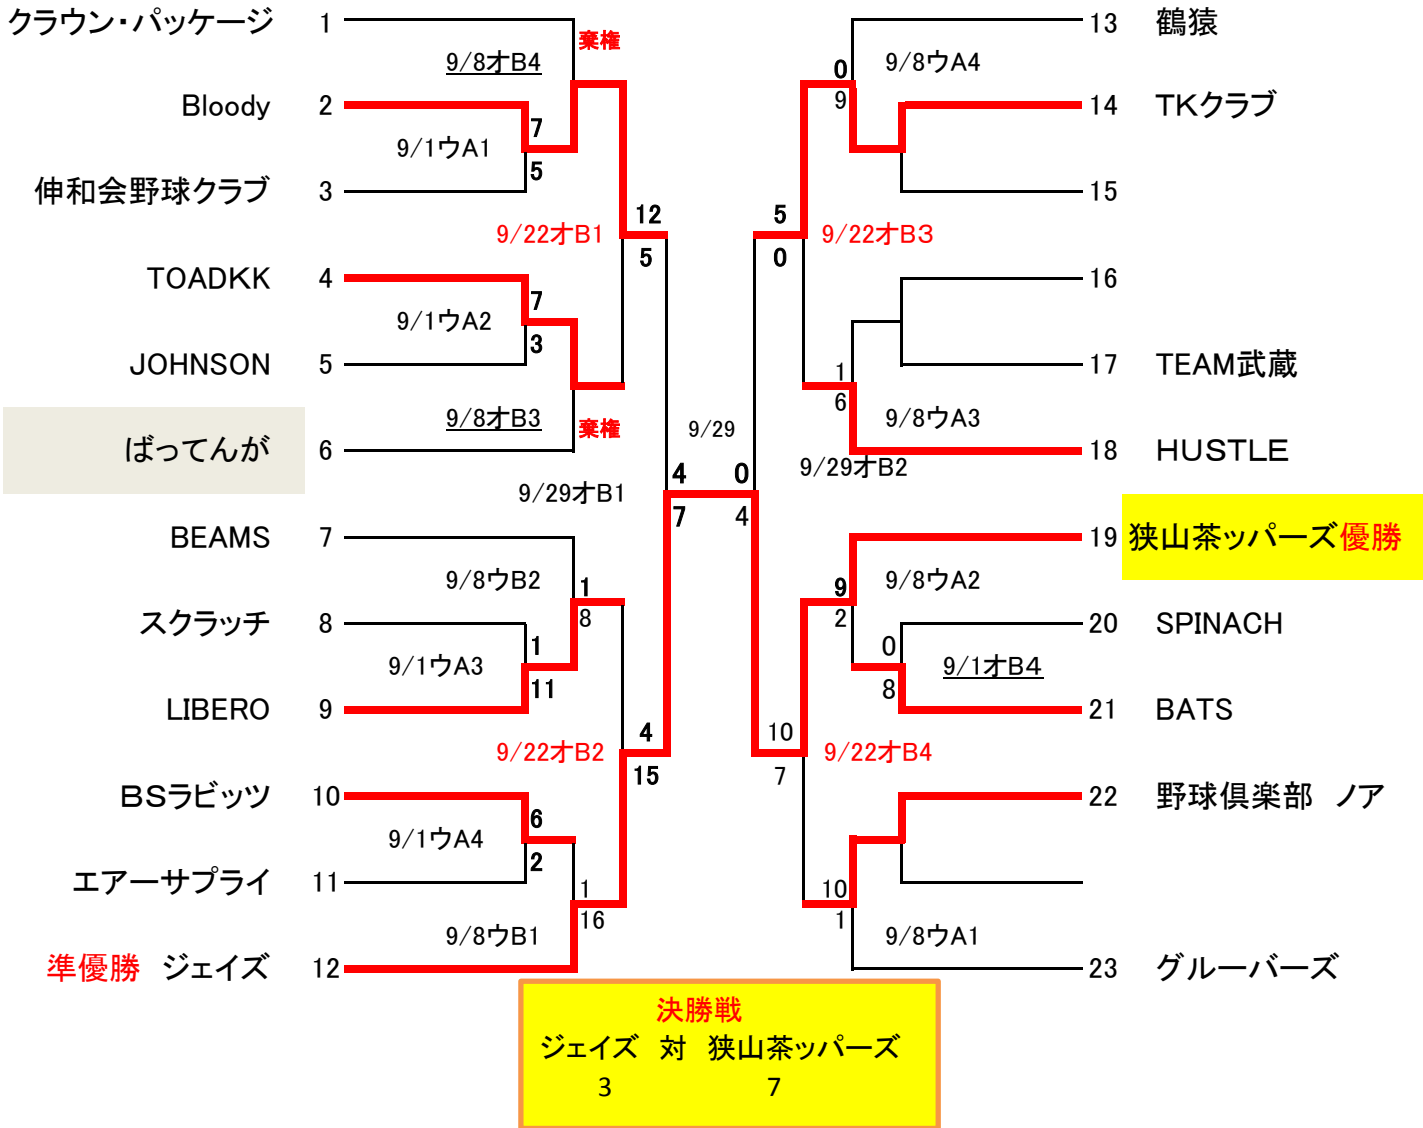 クラウン・パッケージ 1
棄権
9/8オB4
Bloody 2
7
9/1ウA1
5
伸和会野球クラブ 3
12
9/22オB1
5
TOADKK 4
7
9/1ウA2
3
JOHNSON 5
9/8オB3
棄権
ばってんが 6
9/29オB1
BEAMS 7
9/8ウB2
1
8
スクラッチ 8
1
9/1ウA3
11
LIBERO 9
4
9/22オB2
15
BSラビッツ 10
6
9/1ウA4
2
エアーサプライ 11
1
16
9/8ウB1
準優勝 ジェイズ 12
9/29
4 0
7 4
13 鶴猿
0
9/8ウA4
9
14 TKクラブ
15
5
9/22オB3
0
16
17 TEAM武蔵
1
6
9/8ウA3
18 HUSTLE
9/29オB2
19 狭山茶ッパーズ優勝
9
9/8ウA2
2
20 SPINACH
0
9/1オB4
8
21 BATS
10
9/22オB4
7
22 野球倶楽部 ノア
10
1
9/8ウA1
23 グルーバーズ
決勝戦
ジェイズ 対 狭山茶ッパーズ
3 7